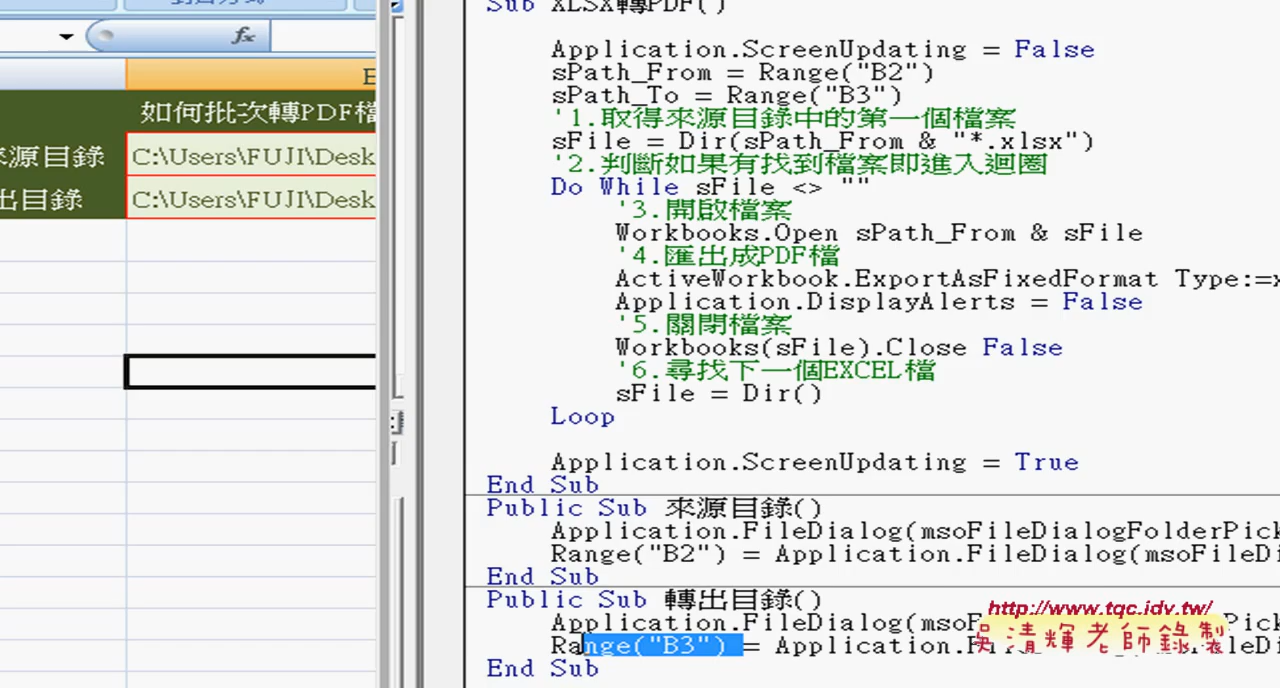 Sub XLSX轉PDF()
Application.ScreenUpdating = False
sPath_From = Range("B2")
sPath_To = Range("B3")
'1.取得來源目錄中的第一個檔案
sFile = Dir(sPath_From & "*.xlsx")
'2.判斷如果有找到檔案即進入迴圈
Do While sFile <> ""
'3.開啟檔案
Workbooks.Open sPath_From & sFile
'4.匯出成PDF檔
ActiveWorkbook.ExportAsFixedFormat Type:=x
Application.DisplayAlerts = False
'5.關閉檔案
Workbooks(sFile).Close False
'6.尋找下一個EXCEL檔
sFile = Dir()
Loop
Application.ScreenUpdating = True
End Sub
Public Sub 來源目錄()
Application.FileDialog(msoFileDialogFolderPick
Range("B2") = Application.FileDialog(msoFileDi
End Sub
Public Sub 轉出目錄()
Application.FileDialog(msoF
Range("B3") = Application.F
End Sub
fx
如何批次轉PDF檔
來源目錄 C:\Users\FUJI\Desk
出目錄 C:\Users\FUJI\Desk
http://www.tqc.idv.tw/
吳清輝老師錄製